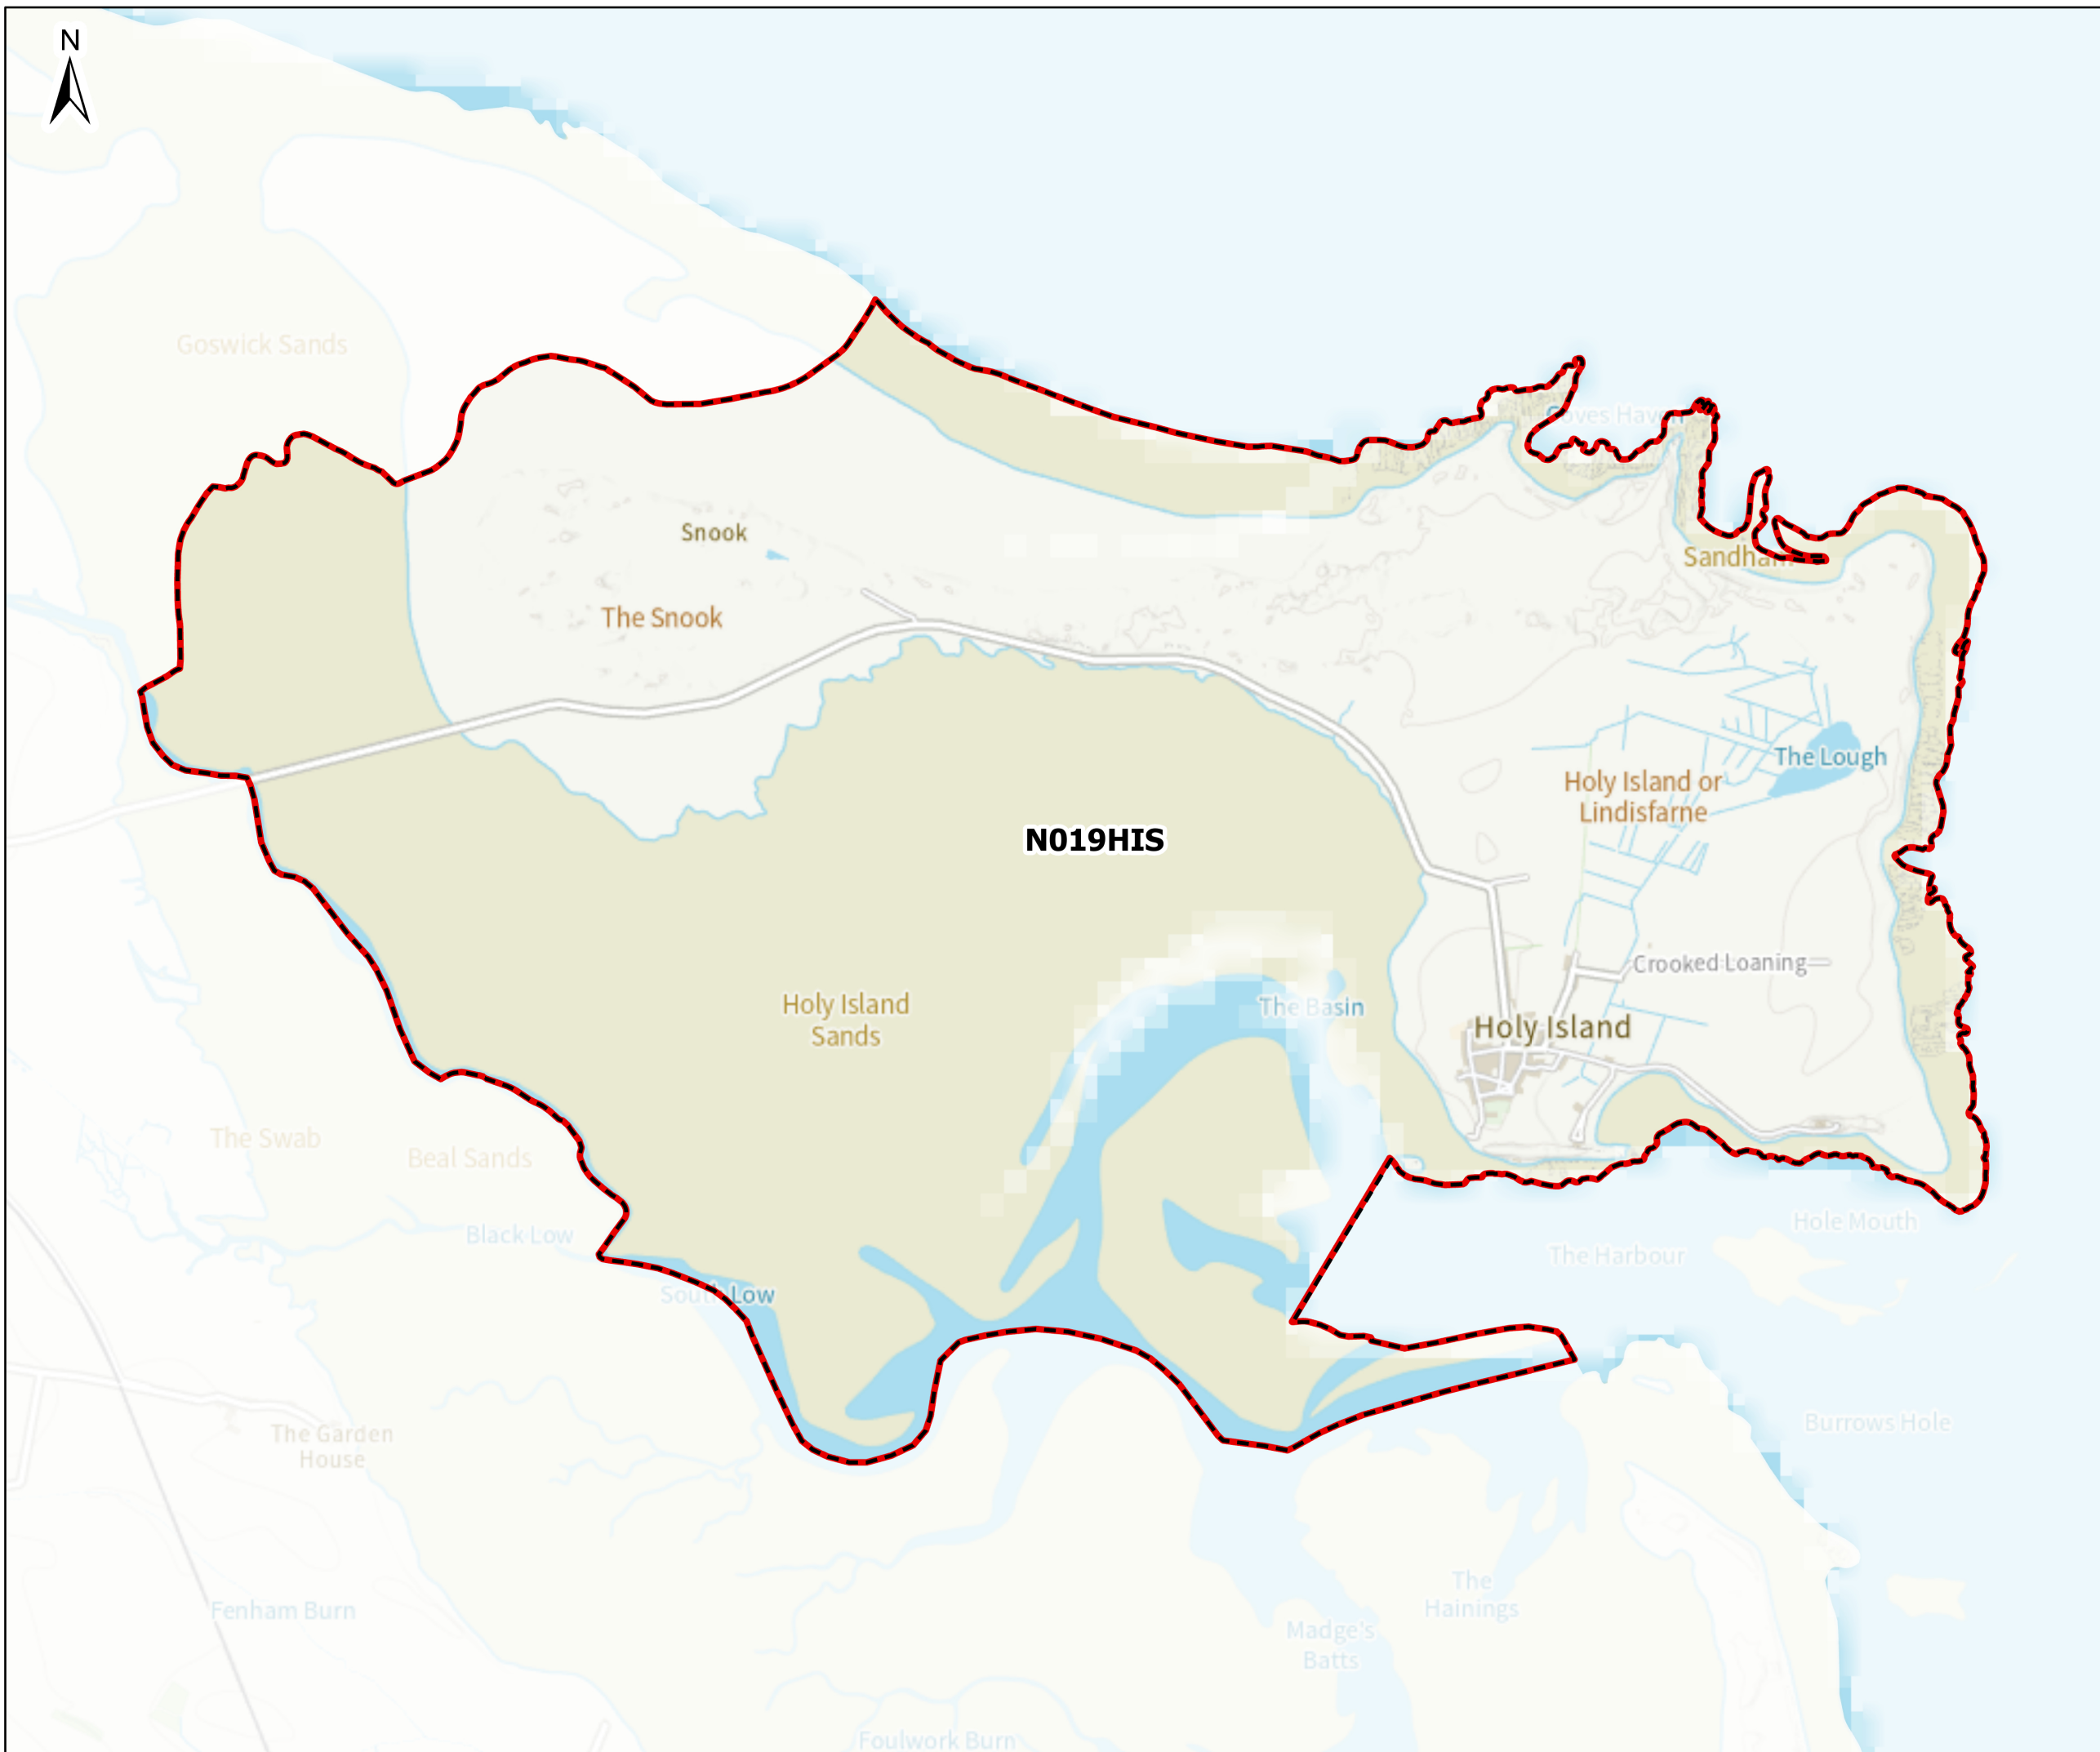 N
Goswick Sands
Coves Haven
Snook
Sandham
The Snook
The Lough
Holy Island or
Lindisfarne
N019HIS
Crooked Loaning
Holy Island
Sands
The Basin
Holy Island
The Swab
Beal Sands
Hole Mouth
Black Low
The Harbour
South Low
Burrows Hole
The Garden
House
The
Hainings
Fenham Burn
Madge's
Batts
Foulwork Burn